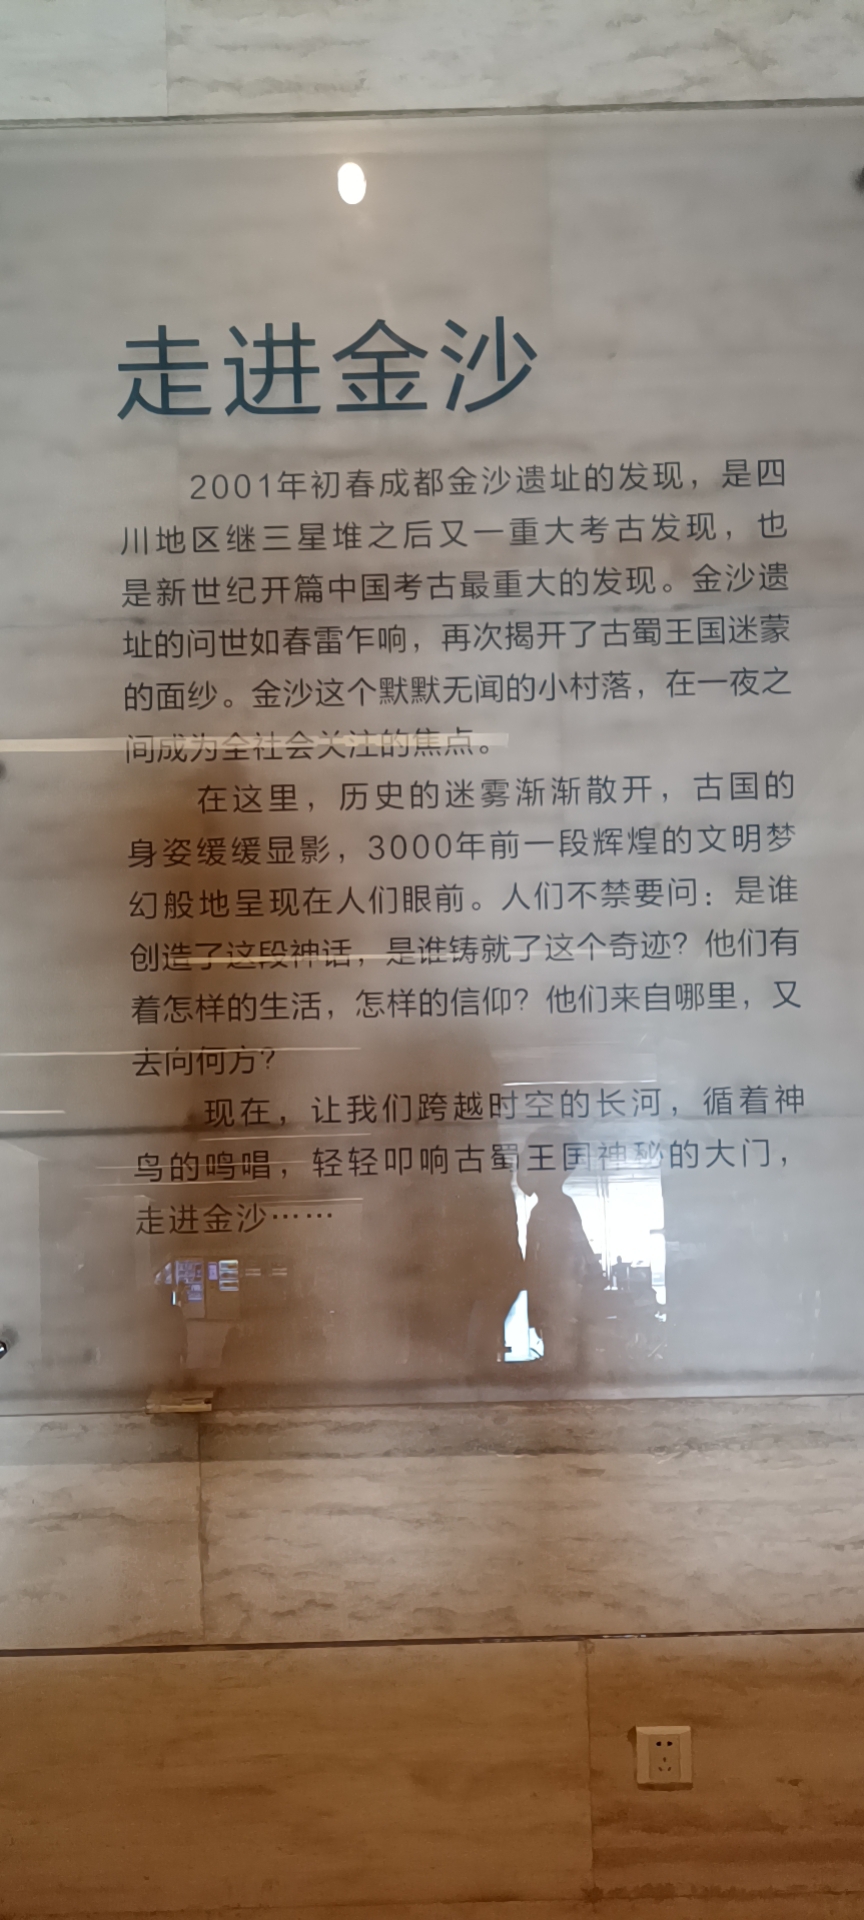 走进金沙
2001年初春成都金沙遗址的发现，是四
川地区继三星堆之后又一重大考古发现，也
是新世纪开篇中国考古最重大的发现。金沙遗
址的问世如春雷乍响，再次揭开了古蜀王国迷蒙
的面纱。金沙这个默默无闻的小村落，在一夜之
间成为全社会关注的焦点。
在这里，历史的迷雾渐渐散开，古国的
身姿缓缓显影，3000年前一段辉煌的文明梦
幻般地呈现在人们眼前。人们不禁要问：是谁
创造了这段神话，是谁铸就了这个奇迹？他们有
着怎样的生活，怎样的信仰？他们来自哪里，又
去向何方？
现在，让我们跨越时空的长河，循着神
鸟的鸣唱，轻轻叩响古蜀王国神秘的大门，
走进金沙……